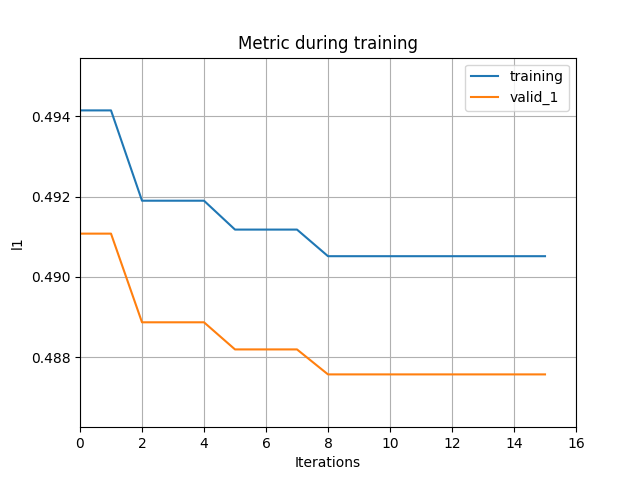 Metric during training
training
valid_1
0.494
0.492
0.490
0.488
l1
0 2 4 6 8 10 12 14 16
Iterations